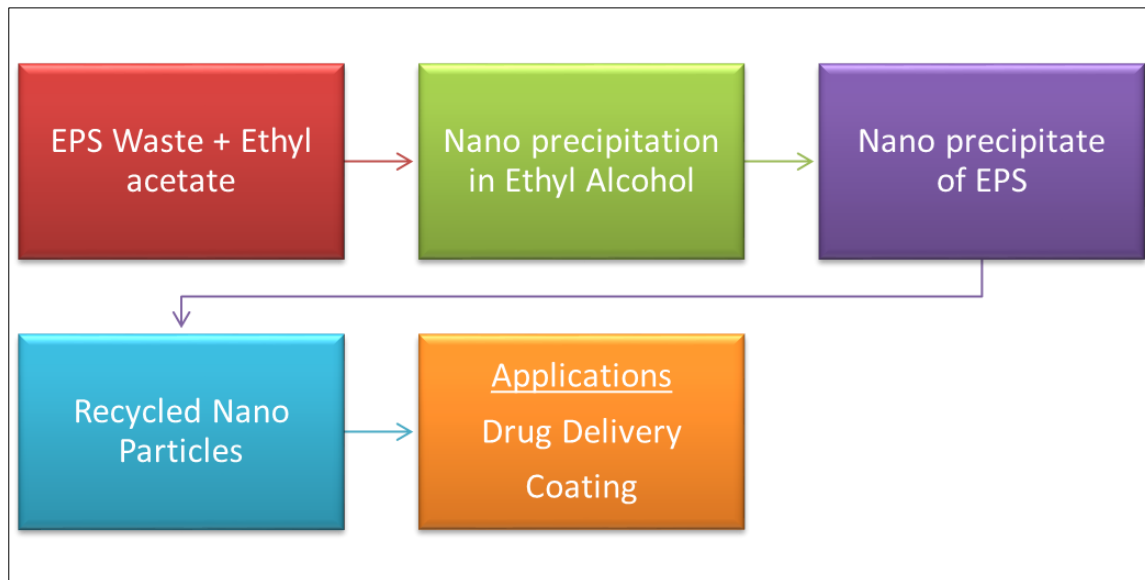 EPS Waste + Ethyl
acetate
Nano precipitation
in Ethyl Alcohol
Nano precipitate
of EPS
Recycled Nano
Particles
Applications
Drug Delivery
Coating